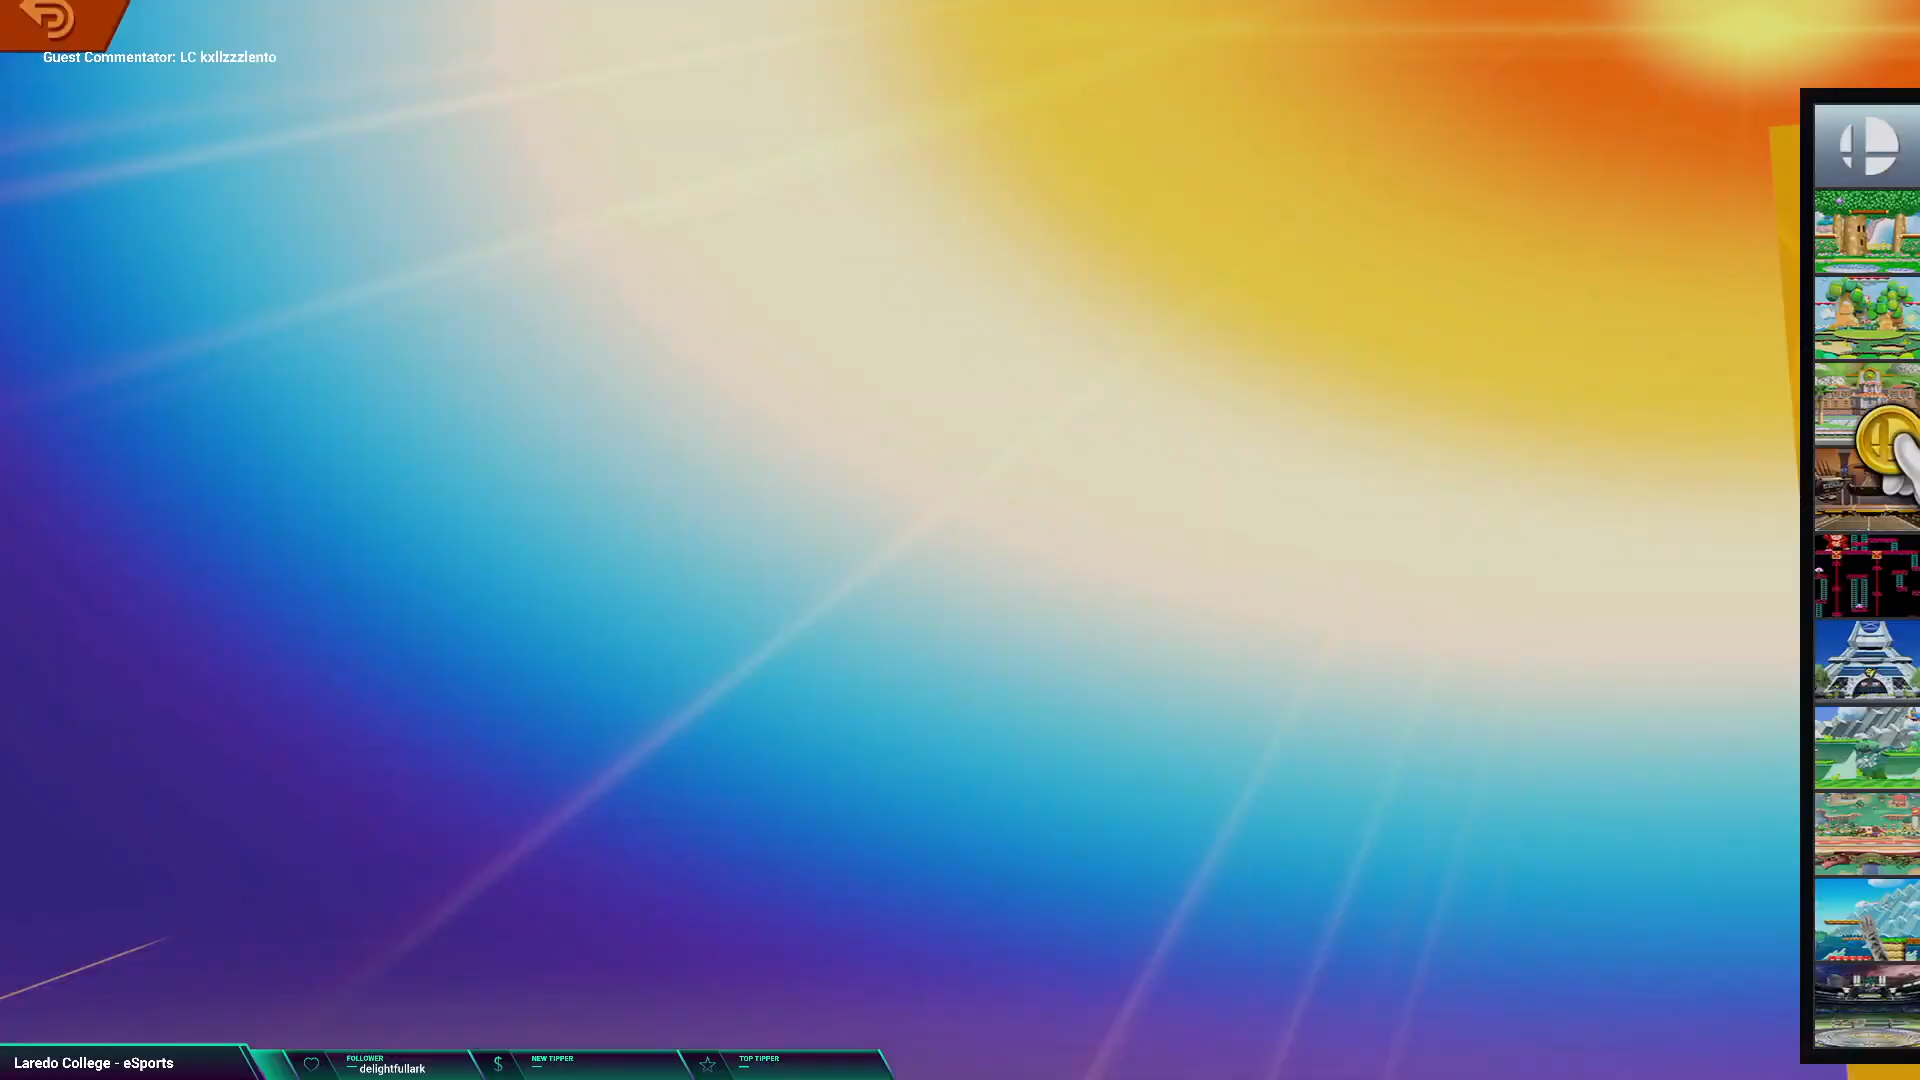 Guest Commentator: LC kxllzzzlento
Laredo College - eSports
FOLLOWER
delightfullark
NEW TIPPER
TOP TIPPER